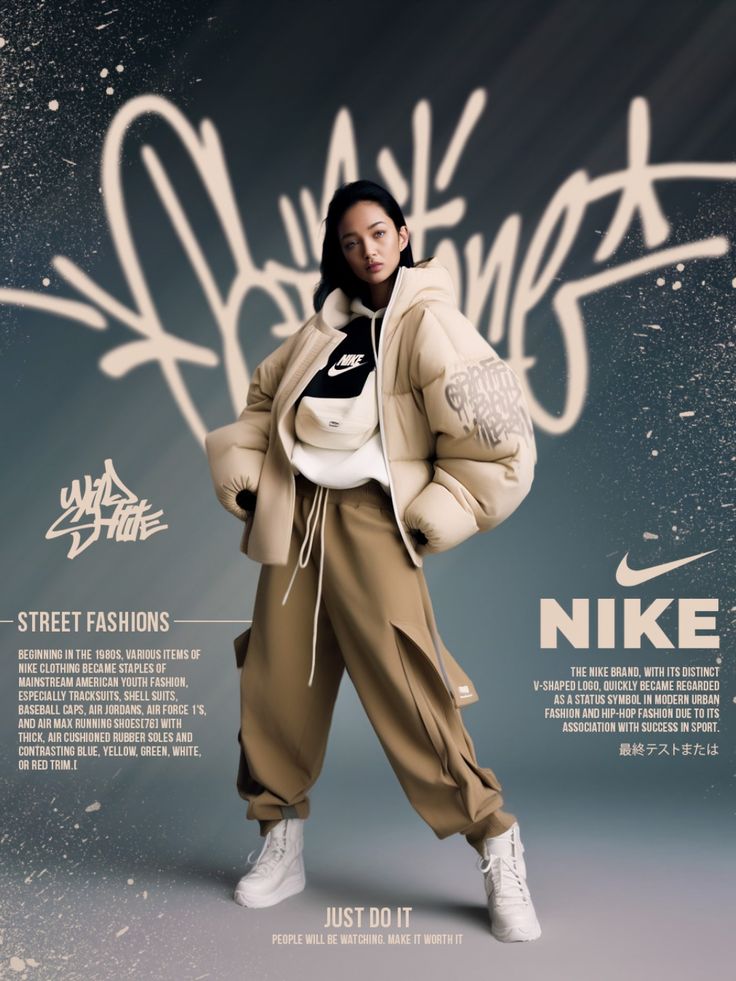 NIKE
STREET FASHIONS
BEGINNING IN THE 1980S, VARIOUS ITEMS OF
NIKE CLOTHING BECAME STAPLES OF
MAINSTREAM AMERICAN YOUTH FASHION,
ESPECIALLY TRACKSUITS, SHELL SUITS,
BASEBALL CAPS, AIR JORDANS, AIR FORCE 1'S,
AND AIR MAX RUNNING SHOES[76] WITH
THICK, AIR CUSHIONED RUBBER SOLES AND
CONTRASTING BLUE, YELLOW, GREEN, WHITE,
OR RED TRIM.[
NIKE
THE NIKE BRAND, WITH ITS DISTINCT
V-SHAPED LOGO, QUICKLY BECAME REGARDED
AS A STATUS SYMBOL IN MODERN URBAN
FASHION AND HIP-HOP FASHION DUE TO ITS
ASSOCIATION WITH SUCCESS IN SPORT.
最終テストまたは
JUST DO IT
PEOPLE WILL BE WATCHING. MAKE IT WORTH IT